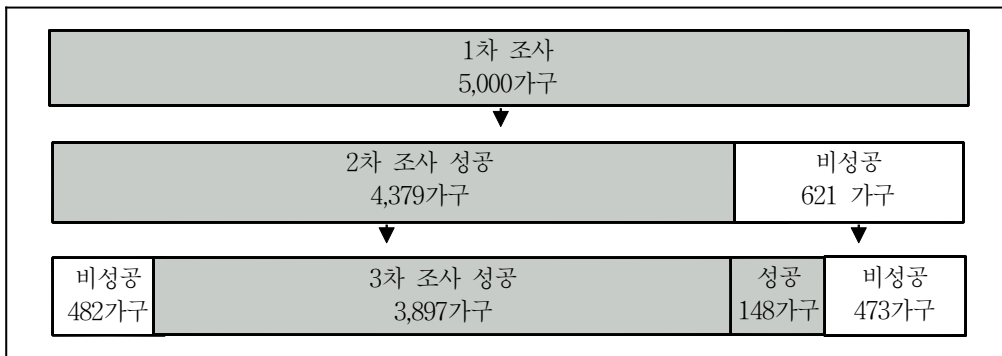 1차 조사
5,000가구
2차 조사 성공
4,379가구
비성공
621 가구
비성공
482가구
3차 조사 성공
3,897가구
성공
148가구
비성공
473가구